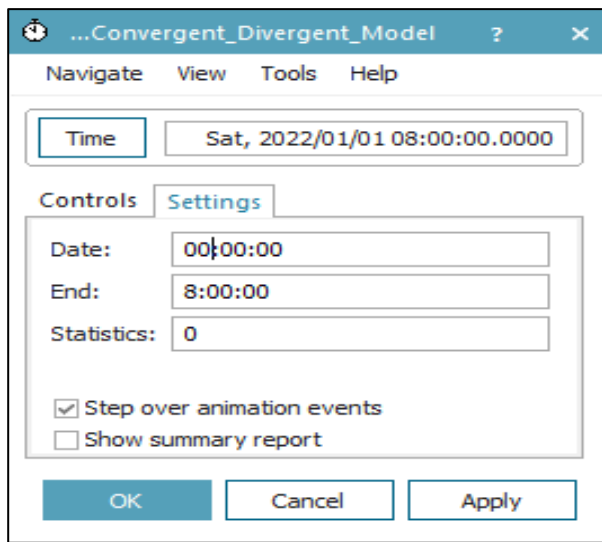 ...Convergent_Divergent_Model ? ×
Navigate View Tools Help
Time Sat, 2022/01/01 08:00:00.0000
Controls Settings
Date: 00:00:00
End: 8:00:00
Statistics: 0
Step over animation events
Show summary report
OK Cancel Apply